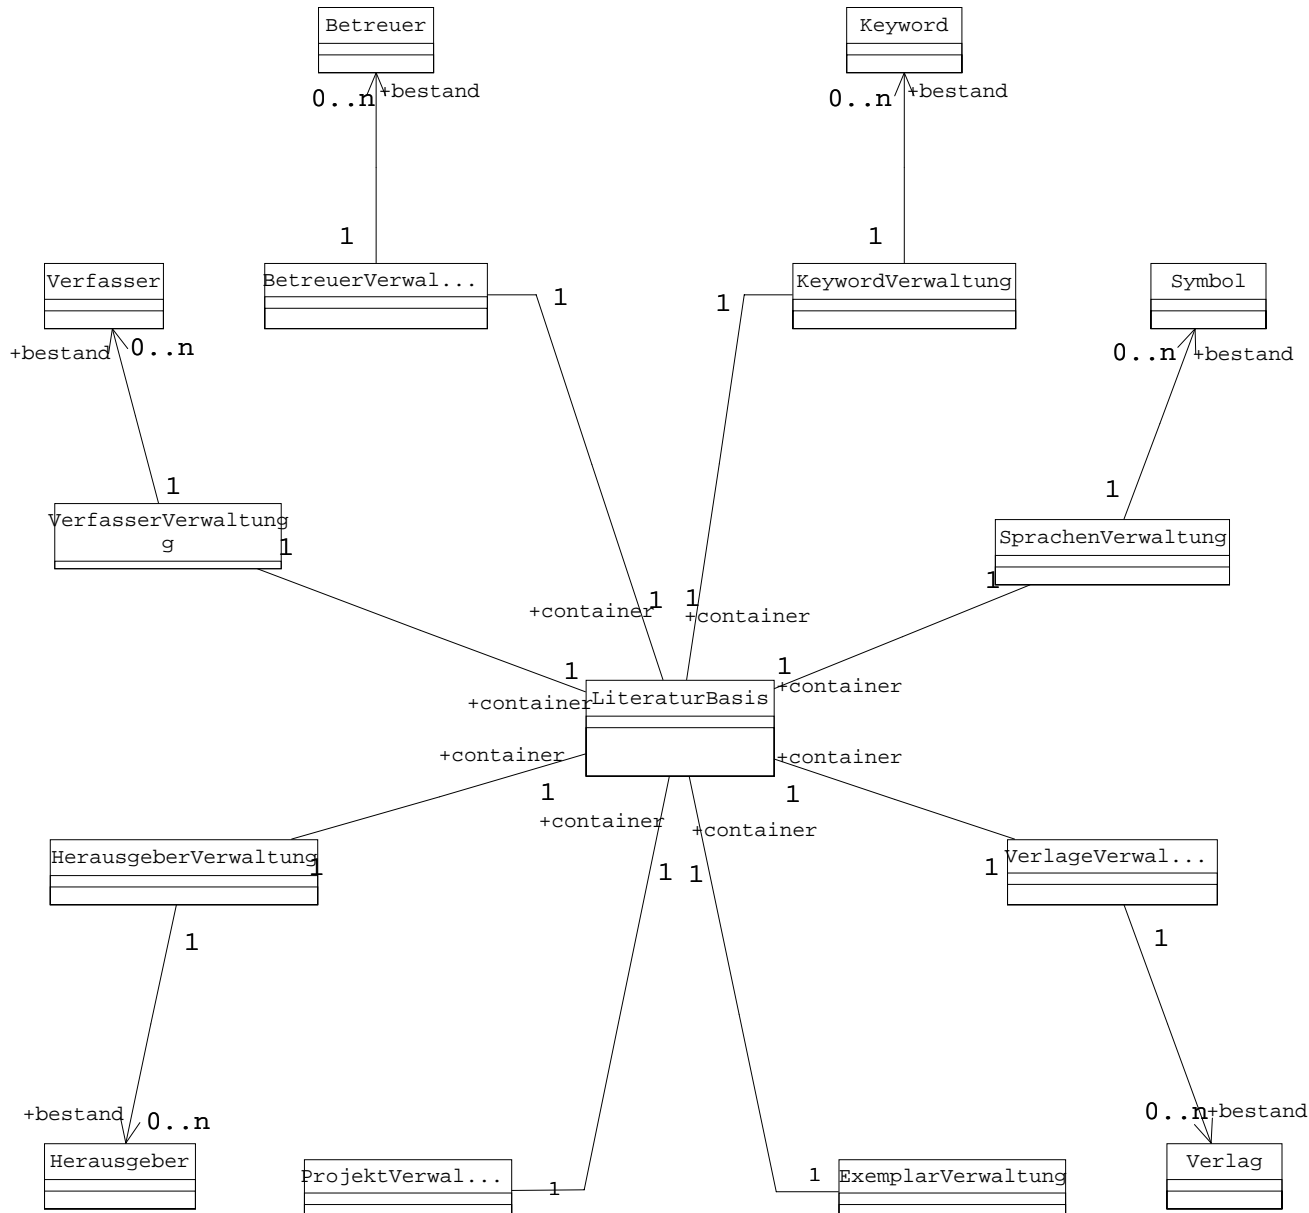 Betreuer
Keyword
0..n +bestand
0..n +bestand
1
1
Verfasser
BetreuerVerwal...
KeywordVerwaltung
Symbol
1
1
+bestand 0..n
0..n +bestand
1
1
VerfasserVerwaltung
g
1
SprachenVerwaltung
1
+container 1
1
+container
1
1
+container
LiteraturBasis
+container
+container
+container
1
1
+container
+container
HerausgeberVerwaltung
1
1
1
1
VerlageVerwal...
1
1
+bestand 0..n
0..n +bestand
Herausgeber
ProjektVerwal...
1
1
ExemplarVerwaltung
Verlag